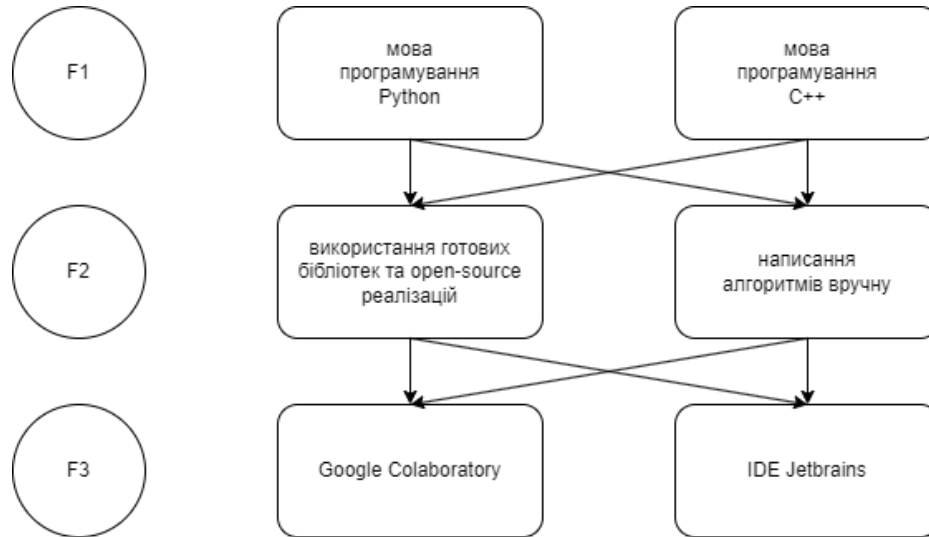 F1
мова
програмування
Python
мова
програмування
C++
F2
використання готових
бібліотек та open-source
реалізацій
написання
алгоритмів вручну
F3
Google Colaboratory
IDE Jetbrains